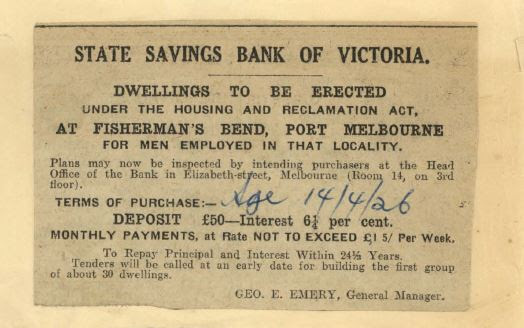 STATE SAVINGS BANK OF VICTORIA.
DWELLINGS TO BE ERECTED
UNDER THE HOUSING AND RECLAMATION ACT,
AT FISHERMAN'S BEND, PORT MELBOURNE
FOR MEN EMPLOYED IN THAT LOCALITY.
Plans may now be inspected by intending purchasers at the Head
Office of the Bank in Elizabeth-street, Melbourne (Room 14, on 3rd
floor).
TERMS OF PURCHASE:— Age 14/4/26
DEPOSIT £50—Interest 6¼ per cent.
MONTHLY PAYMENTS, at Rate NOT TO EXCEED £1 5/ Per Week.
To Repay Principal and Interest Within 24½ Years.
Tenders will be called at an early date for building the first group
of about 30 dwellings.
GEO. E. EMERY, General Manager.